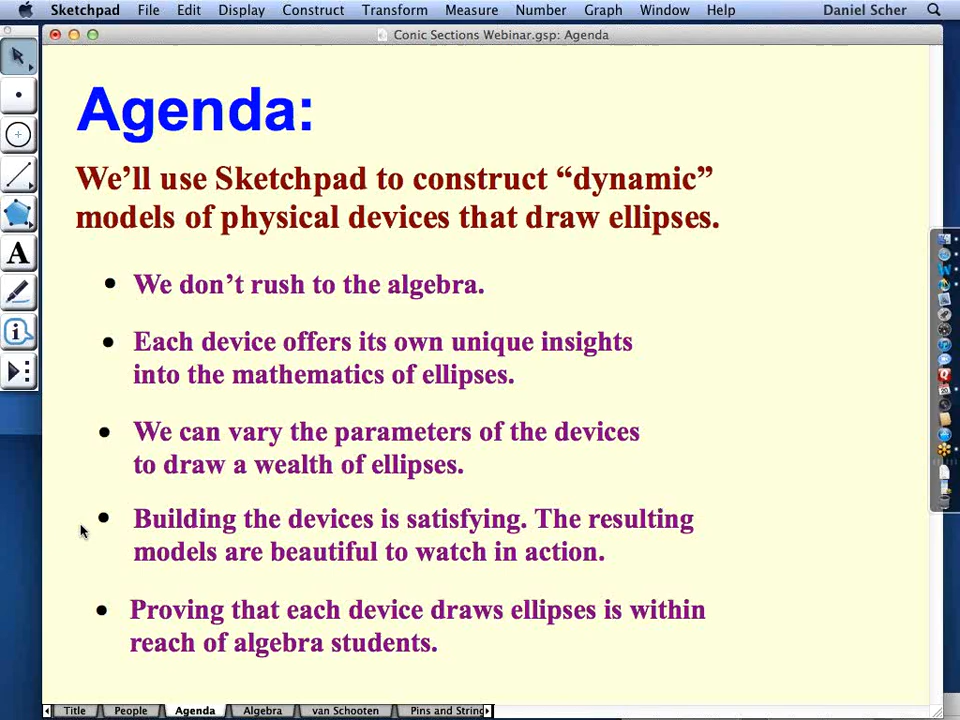 Sketchpad File Edit Display Construct Transform Measure Number Graph Window Help Daniel Scher
Conic Sections Webinar.gsp: Agenda
Agenda:
We’ll use Sketchpad to construct “dynamic”
models of physical devices that draw ellipses.
• We don’t rush to the algebra.
• Each device offers its own unique insights
into the mathematics of ellipses.
• We can vary the parameters of the devices
to draw a wealth of ellipses.
• Building the devices is satisfying. The resulting
models are beautiful to watch in action.
• Proving that each device draws ellipses is within
reach of algebra students.
A
Title People Agenda Algebra van Schooten Pins and String